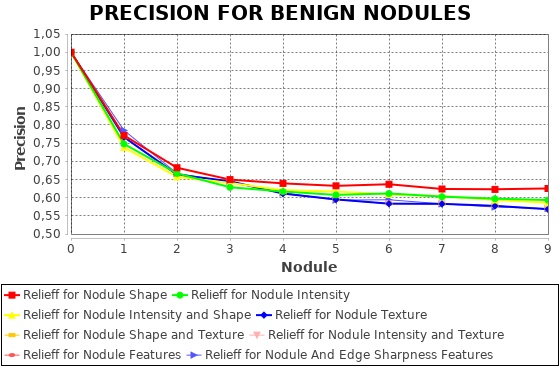 PRECISION FOR BENIGN NODULES
1,05
1,00
0,95
0,90
0,85
0,80
0,75
0,70
0,65
0,60
0,55
0,50
Precision
0 1 2 3 4 5 6 7 8 9
Nodule
Relieff for Nodule Shape Relieff for Nodule Intensity
Relieff for Nodule Intensity and Shape Relieff for Nodule Texture
Relieff for Nodule Shape and Texture Relieff for Nodule Intensity and Texture
Relieff for Nodule Features Relieff for Nodule And Edge Sharpness Features